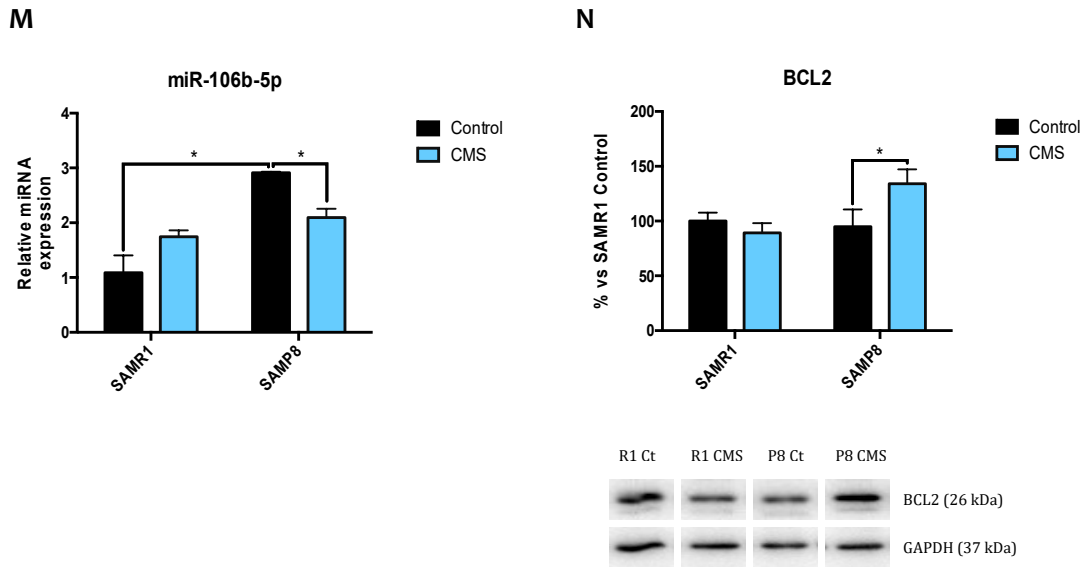 M
miR-106b-5p
Relative miRNA
expression
4
3
2
1
0
*
*
SAMR1
SAMP8
Control
CMS
N
BCL2
% vs SAMR1 Control
200
150
100
50
0
*
SAMR1
SAMP8
Control
CMS
R1 Ct R1 CMS P8 Ct P8 CMS
BCL2 (26 kDa)
GAPDH (37 kDa)